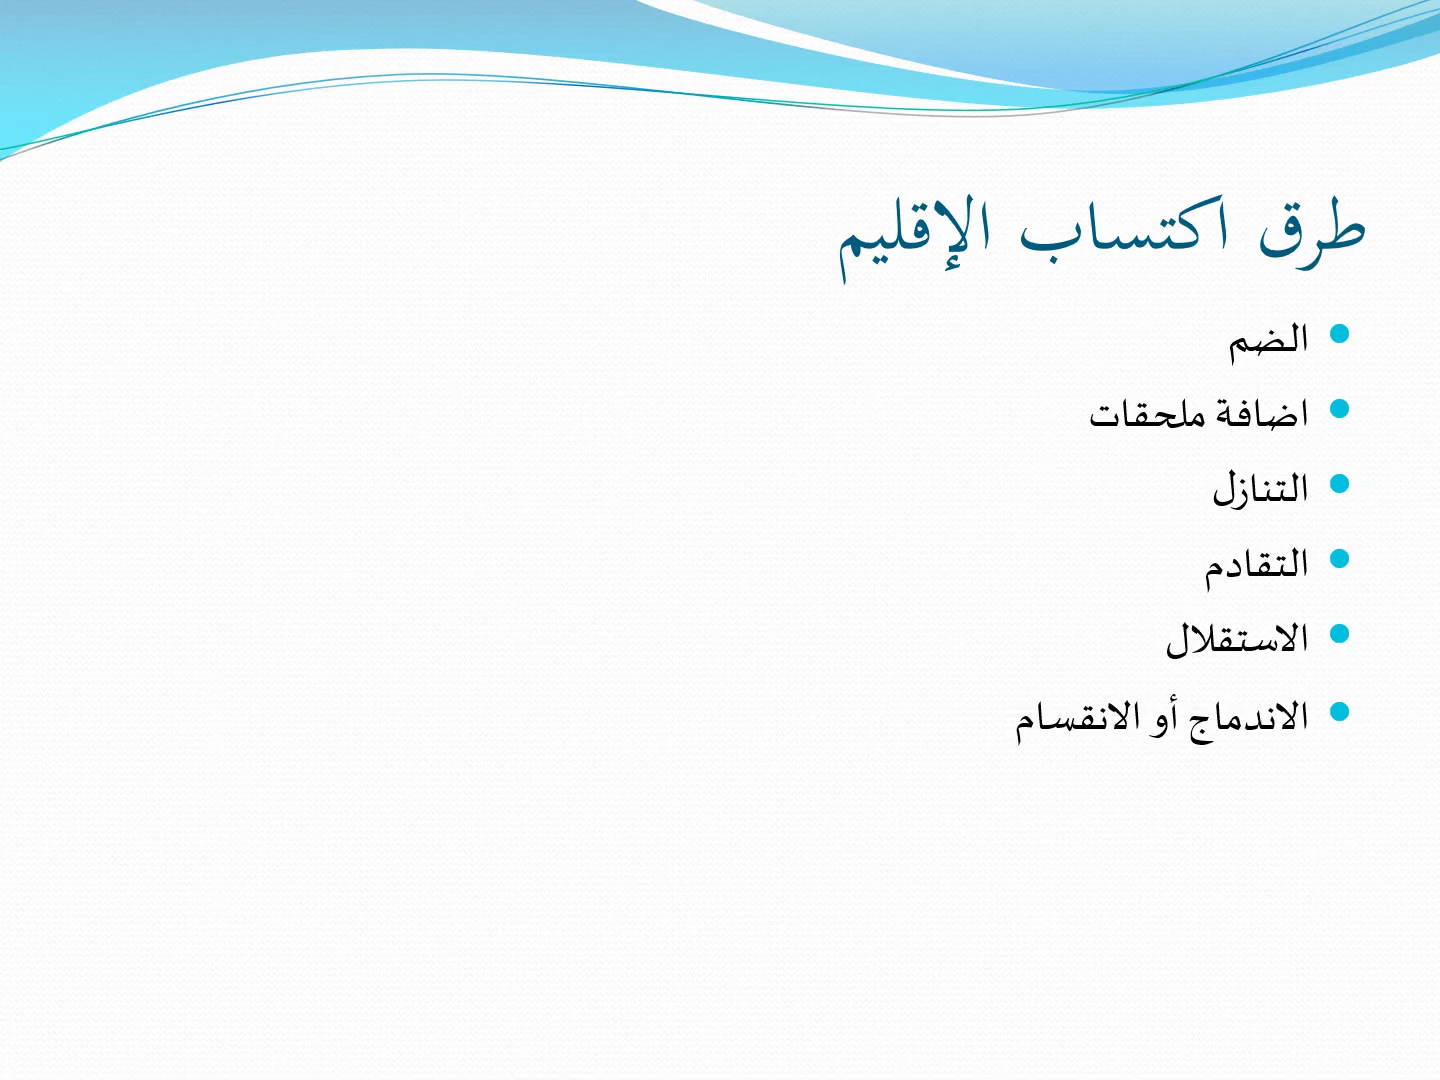 طرق اكتساب الإقليم
الضم
اضافة ملحقات
التنازل
التقادم
الاستقلال
الاندماج أو الانقسام